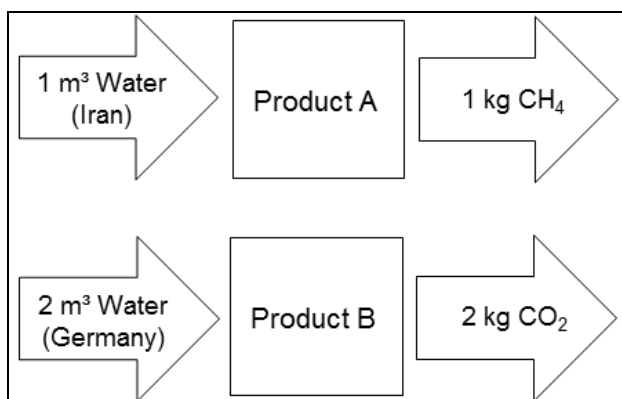 1 m³ Water
(Iran)
Product A
1 kg CH₄
2 m³ Water
(Germany)
Product B
2 kg CO₂